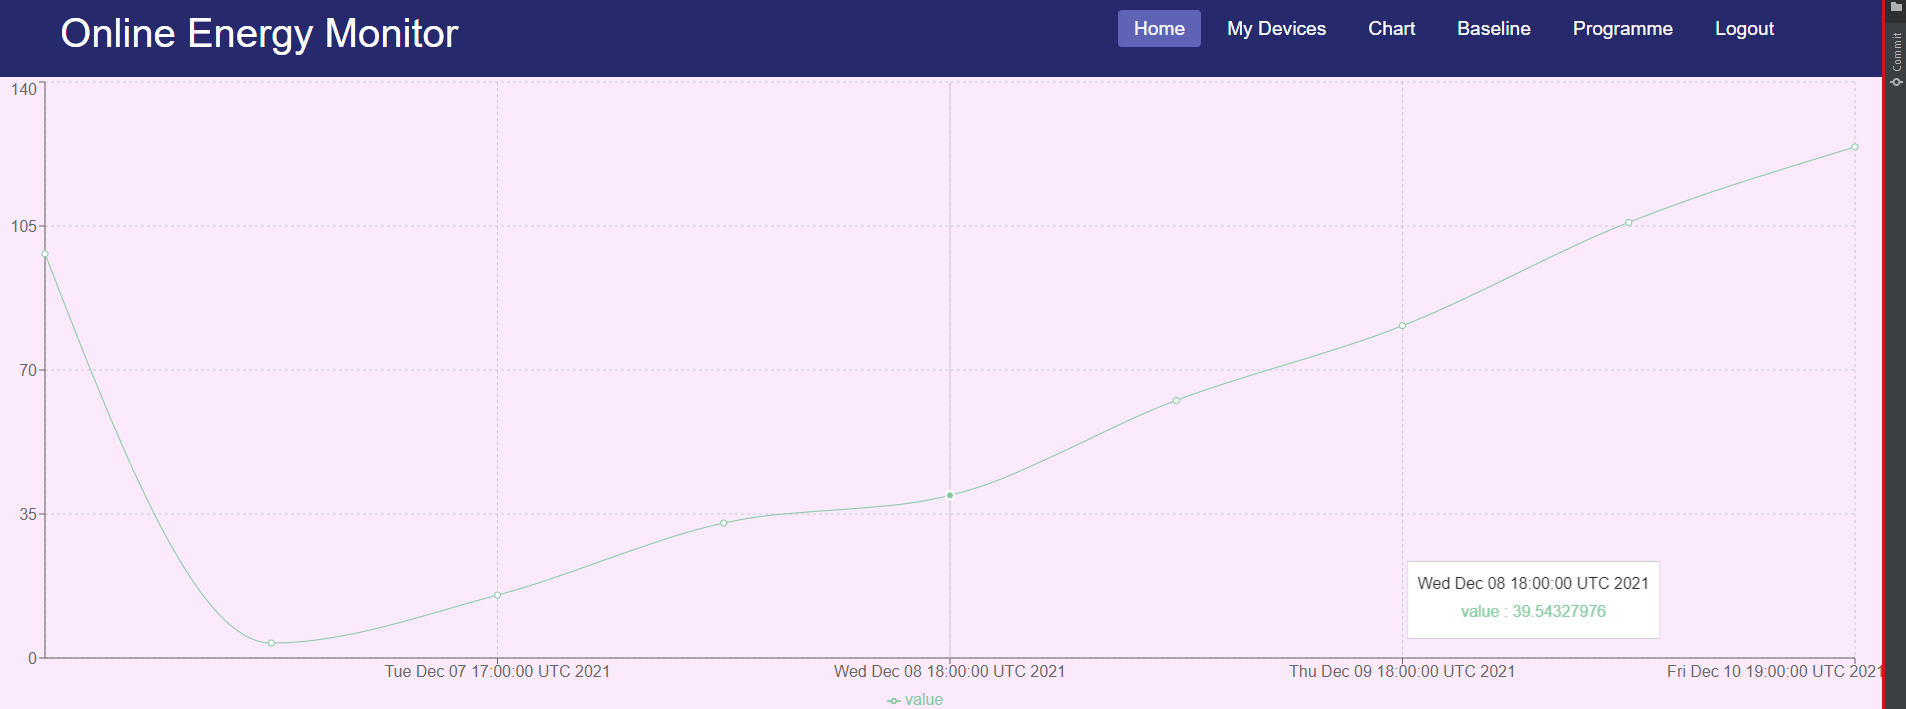 Online Energy Monitor
Home My Devices Chart Baseline Programme Logout
Commit
140
105
70
35
0
Wed Dec 08 18:00:00 UTC 2021
value : 39.54327976
Tue Dec 07 17:00:00 UTC 2021 Wed Dec 08 18:00:00 UTC 2021 Thu Dec 09 18:00:00 UTC 2021 Fri Dec 10 19:00:00 UTC 2021
value